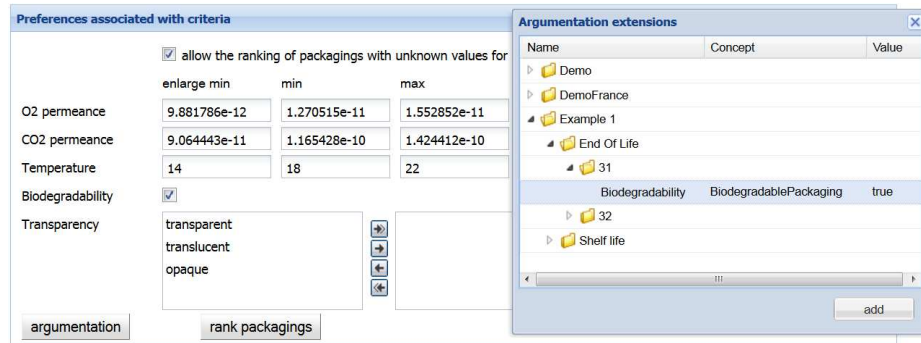 Preferences associated with criteria
allow the ranking of packagings with unknown values for
enlarge min min max
O2 permeance 9.881786e-12 1.270515e-11 1.552852e-11
CO2 permeance 9.064443e-11 1.165428e-10 1.424412e-10
Temperature 14 18 22
Biodegradability
Transparency transparent
translucent
opaque
argumentation rank packagings
Argumentation extensions
Name Concept Value
Demo
DemoFrance
Example 1
End Of Life
31
Biodegradability BiodegradablePackaging true
32
Shelf life
add